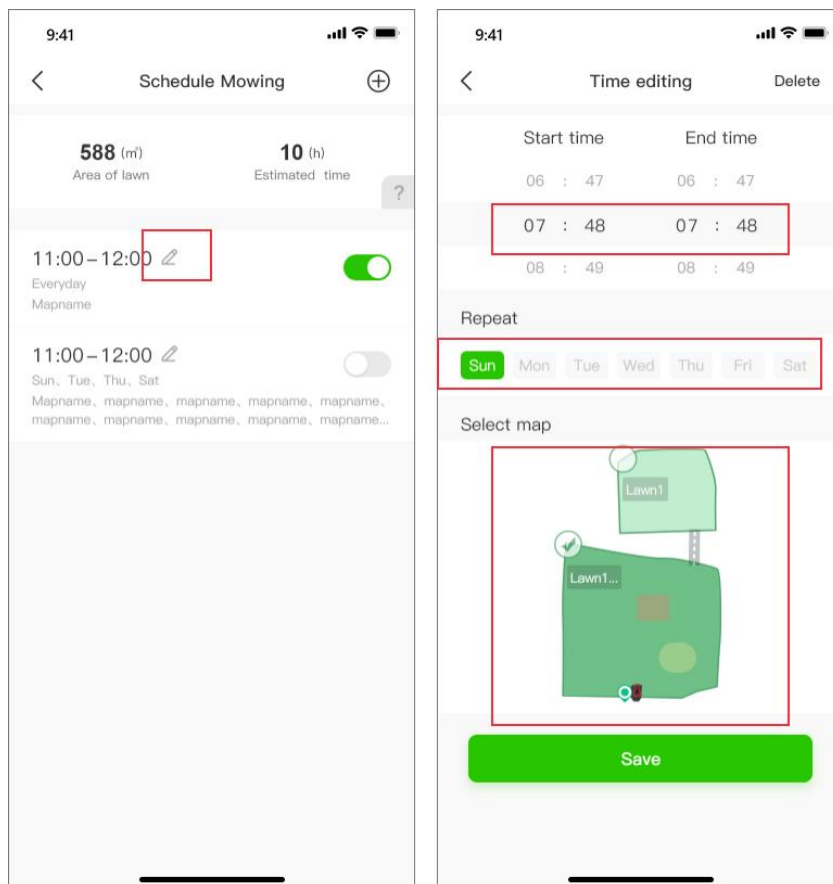 9:41
Schedule Mowing
588 (㎡)
10 (h)
Area of lawn
Estimated time
?
11:00–12:00
Everyday
Mapname
11:00–12:00
Sun、Tue、Thu、Sat
Mapname、mapname、mapname、mapname、mapname、
mapname、mapname、mapname、mapname、mapname...
9:41
Time editing
Delete
Start time
End time
06 : 47
06 : 47
07 : 48
07 : 48
08 : 49
08 : 49
Repeat
Sun Mon Tue Wed Thu Fri Sat
Select map
Lawn1
Lawn1...
Save